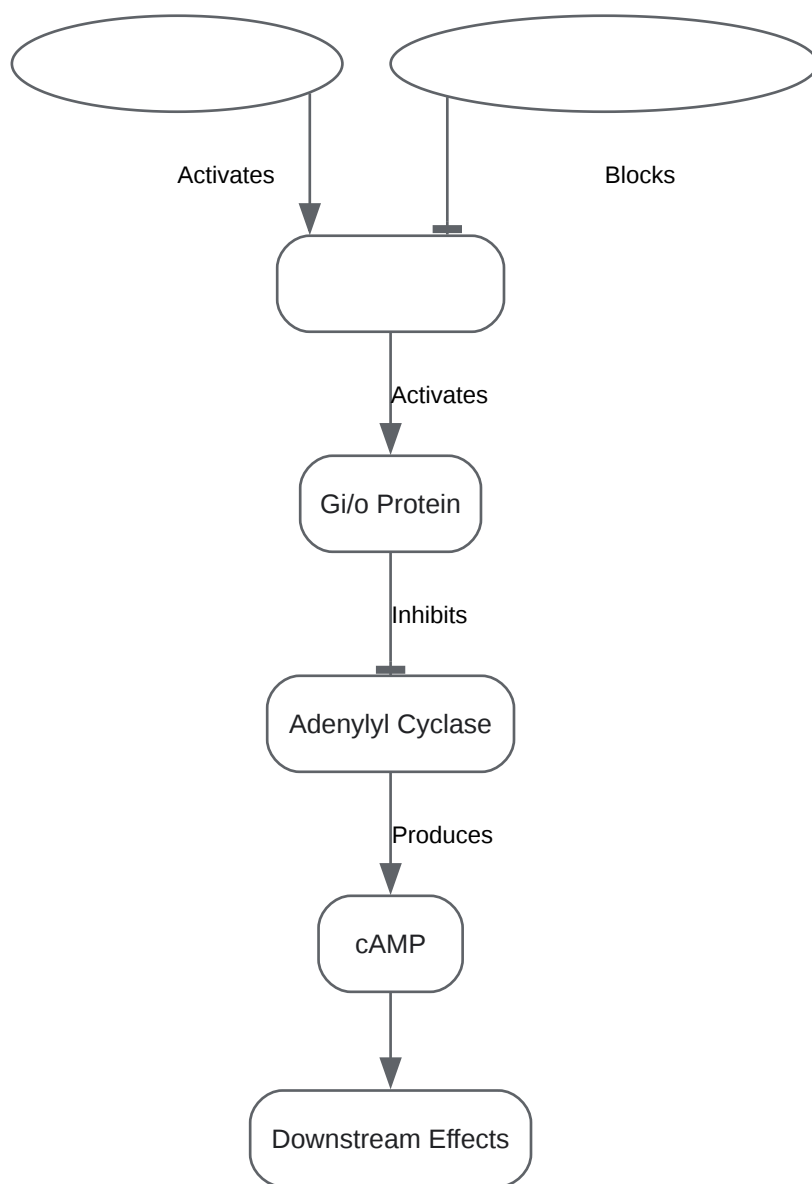 Activates
Blocks
Activates
Gi/o Protein
Inhibits
Adenylyl Cyclase
Produces
cAMP
Downstream Effects